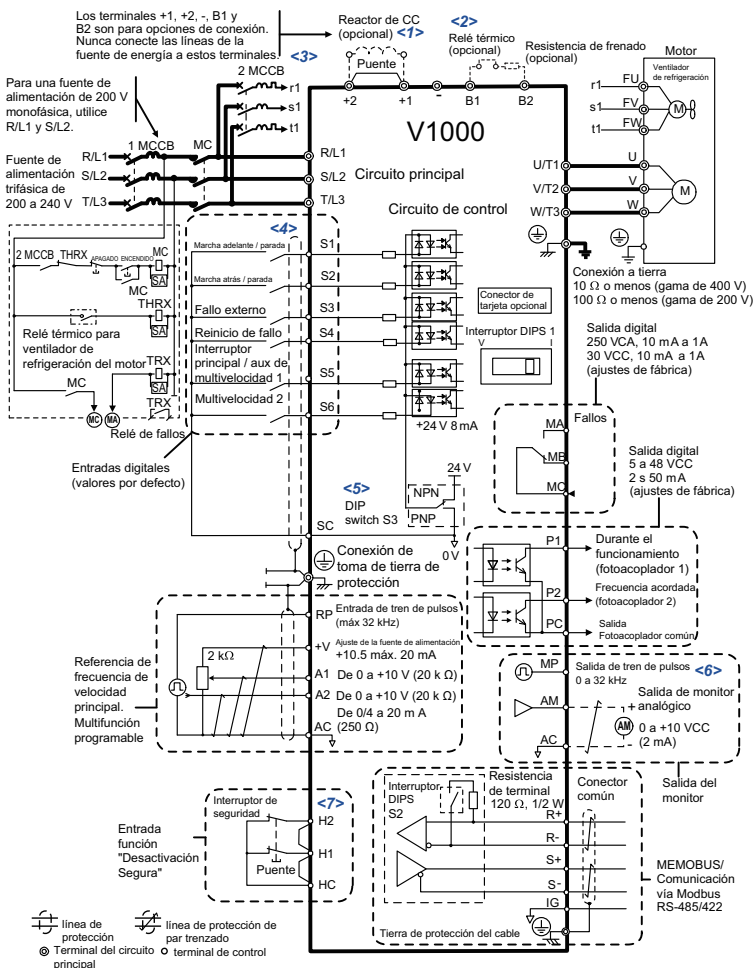 Los terminales +1, +2, -, B1 y
B2 son para opciones de conexión.
Nunca conecte las líneas de la
fuente de energía a estos terminales.
<3>
Reactor de CC
(opcional) <1>
Puente
<2>
Relé térmico
(opcional)
Resistencia de frenado
(opcional)
Motor
Ventilador
de refrigeración
r1 FU
s1 FV
t1 FW
M
Para una fuente de
alimentación de 200 V
monofásica, utilice
R/L1 y S/L2.
2 MCCB
r1
s1
t1
+2 +1 - B1 B2
V1000
Fuente de
alimentación
trifásica de
200 a 240 V
1 MCCB MC
R/L1
S/L2
T/L3
R/L1
S/L2
T/L3
Circuito principal
Circuito de control
U/T1 U
V/T2 V
W/T3 W
M
Conexión a tierra
10 Ω o menos (gama de 400 V)
100 Ω o menos (gama de 200 V)
2 MCCB THRX APAGADO ENCENDIDO MC
SA
MC
THRX
SA
Relé térmico para
ventilador de
refrigeración del motor
TRX
SA
MC
TRX
MC MA
Relé de fallos
<4>
Marcha adelante / parada S1
Marcha atrás / parada S2
Fallo externo S3
Reinicio de fallo S4
Interruptor
principal / aux de
multivelocidad 1 S5
Multivelocidad 2 S6
Entradas digitales
(valores por defecto)
Conector de
tarjeta opcional
Interruptor DIPS 1
V I
+24 V 8 mA
24 V
<5>
DIP
switch S3
NPN
PNP
SC
0 V
Conexión de
toma de tierra de
protección
Salida digital
250 VCA, 10 mA a 1A
30 VCC, 10 mA a 1A
(ajustes de fábrica)
Fallos
MA
MB
MC
Salida digital
5 a 48 VCC
2 s 50 mA
(ajustes de fábrica)
P1 Durante el
funcionamiento
(fotoacoplador 1)
P2 Frecuencia acordada
(fotoacoplador 2)
PC Salida
Fotoacoplador común
Referencia de
frecuencia de
velocidad
principal.
Multifunción
programable
2 kΩ
RP Entrada de tren de pulsos
(máx 32 kHz)
+V Ajuste de la fuente de alimentación
+10.5 máx. 20 mA
A1 De 0 a +10 V (20 k Ω)
A2 De 0 a +10 V (20 k Ω)
De 0/4 a 20 m A
AC (250 Ω)
MP Salida de tren de pulsos <6>
0 a 32 kHz
AM Salida de monitor
+ analógico
AM 0 a +10 VCC
(2 mA)
AC -
Salida del
monitor
Entrada
función
"Desactivación
Segura"
Interruptor de
seguridad
<7>
H2
H1
Puente
HC
Interruptor
DIPS
S2
Resistencia
de terminal
120 Ω, 1/2 W
Conector
común
R+
R-
S+
S-
IG
Tierra de protección del cable
MEMOBUS/
Comunicación
vía Modbus
RS-485/422
línea de
protección
línea de protección de
par trenzado
Terminal del circuito
principal
terminal de control